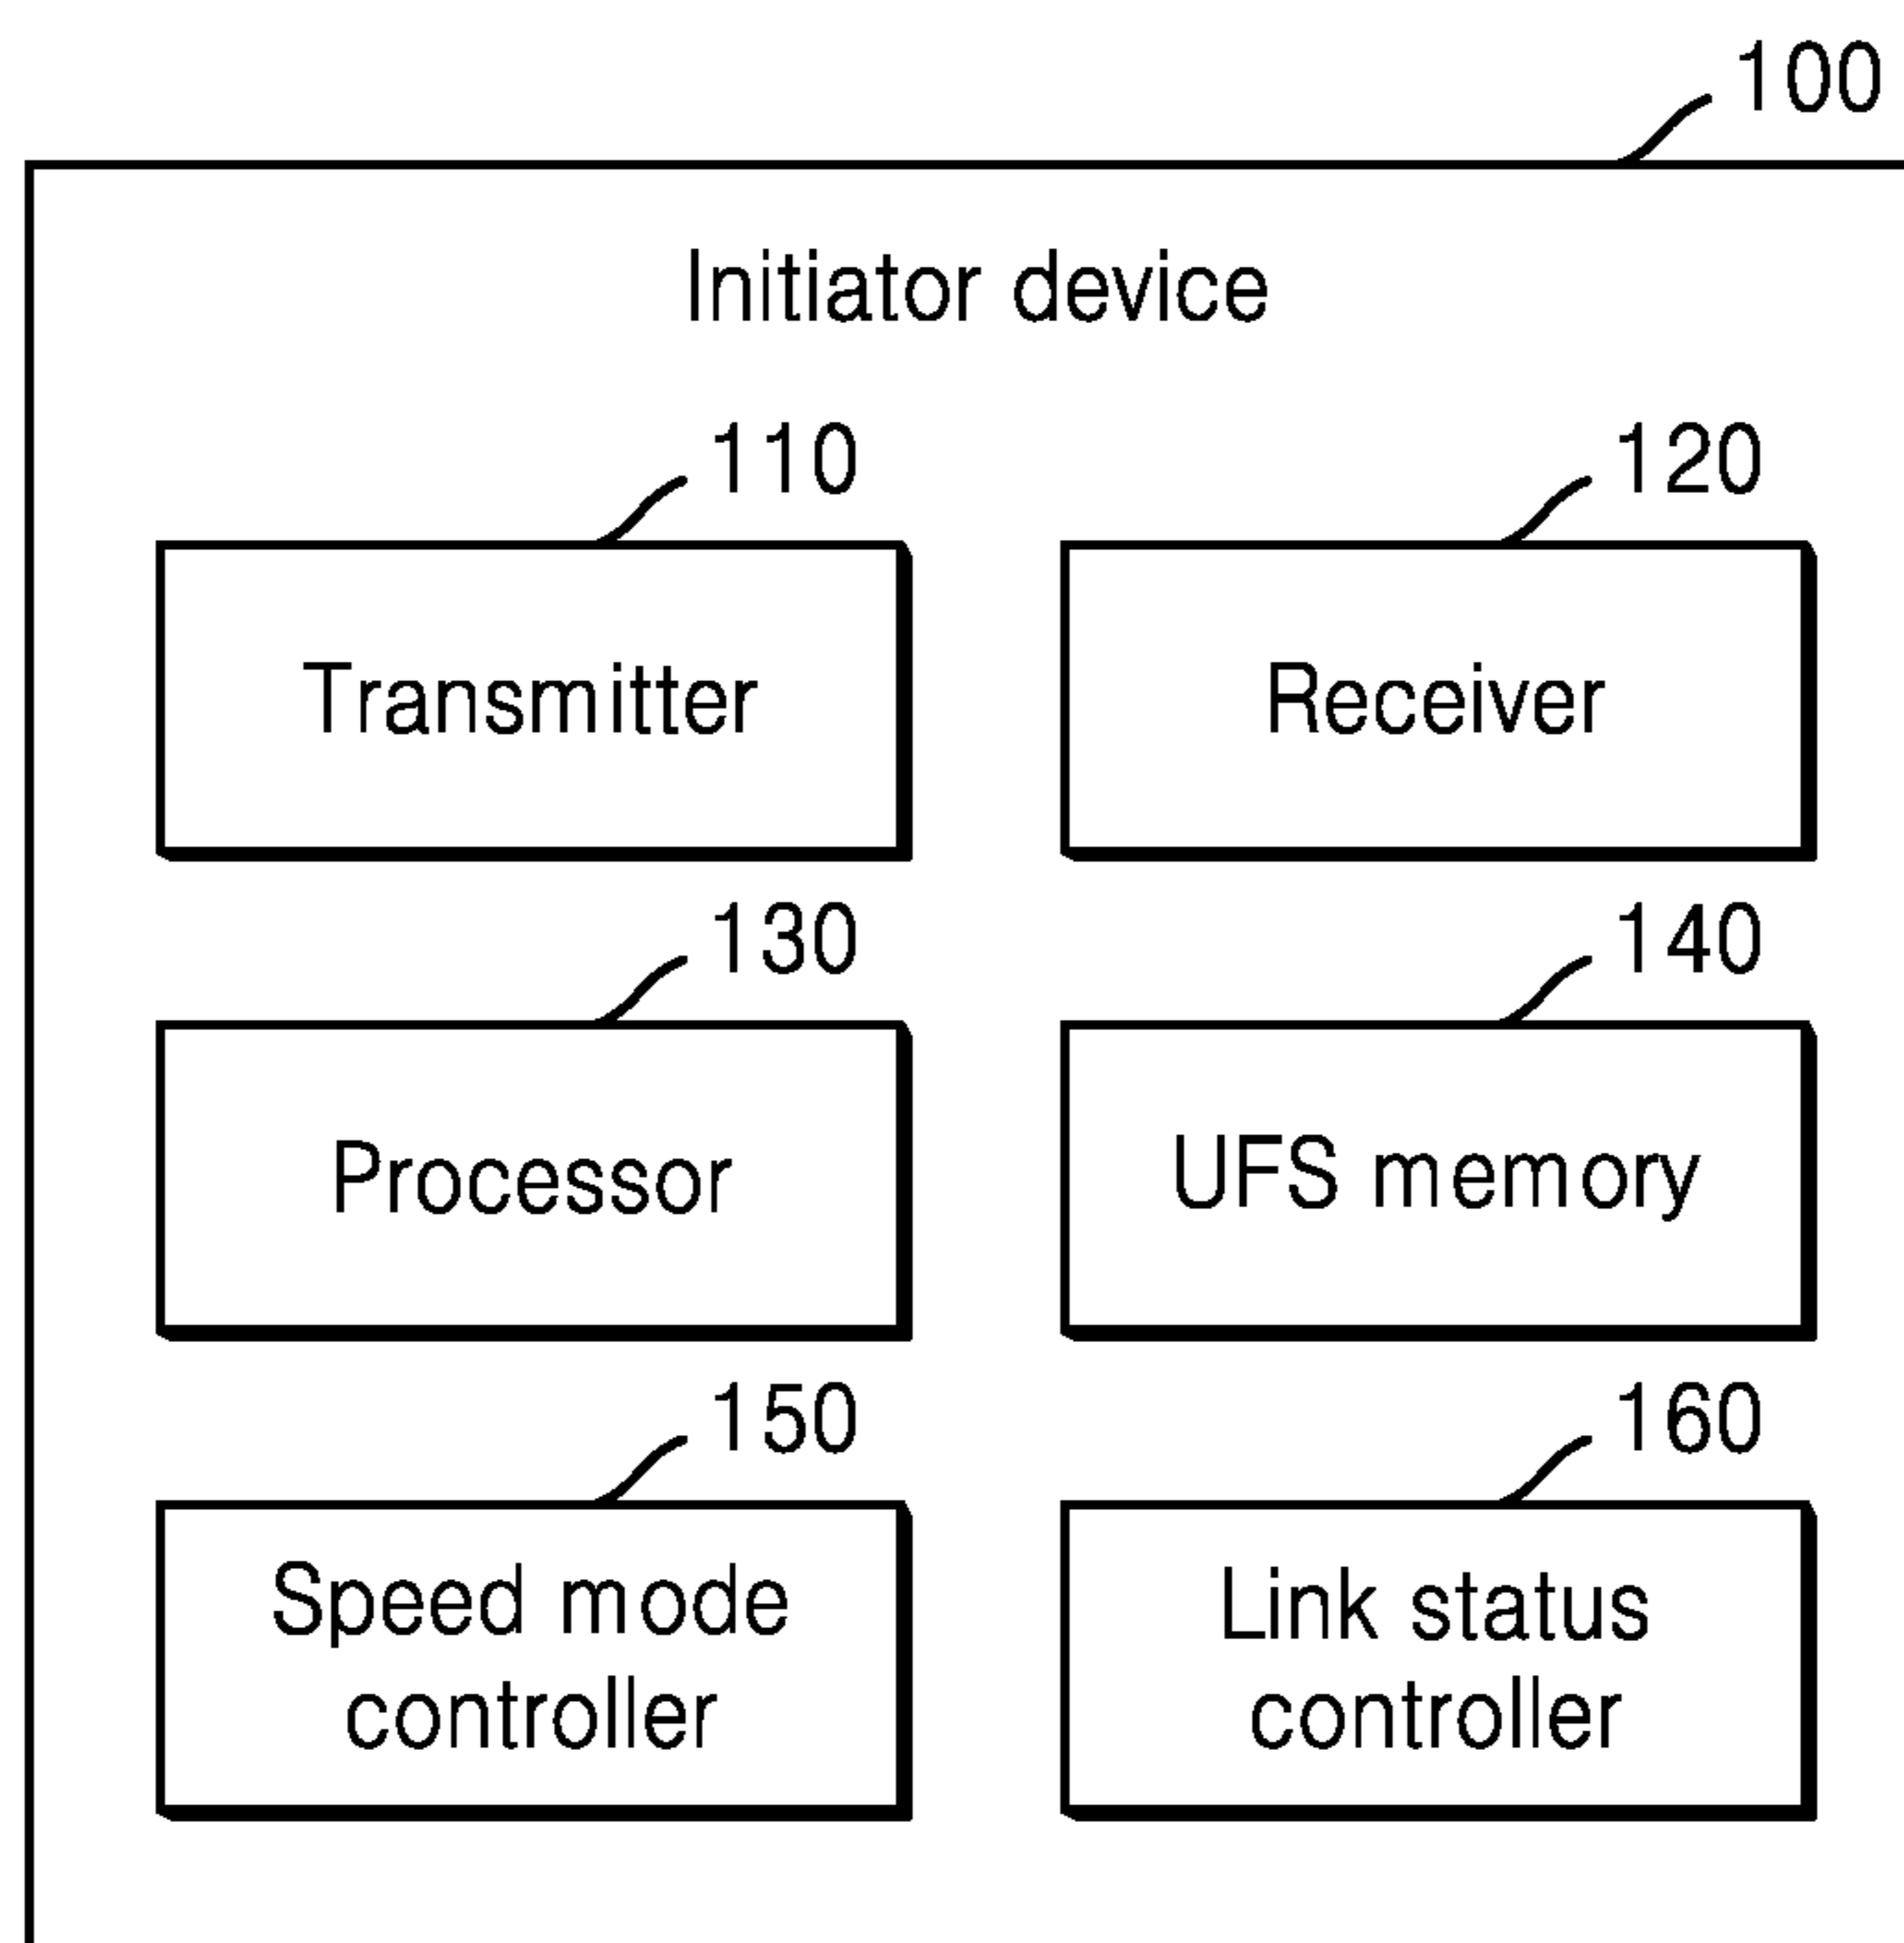 100
Initiator device
110
120
Transmitter
Receiver
130
140
Processor
UFS memory
150
160
Speed mode
controller
Link status
controller